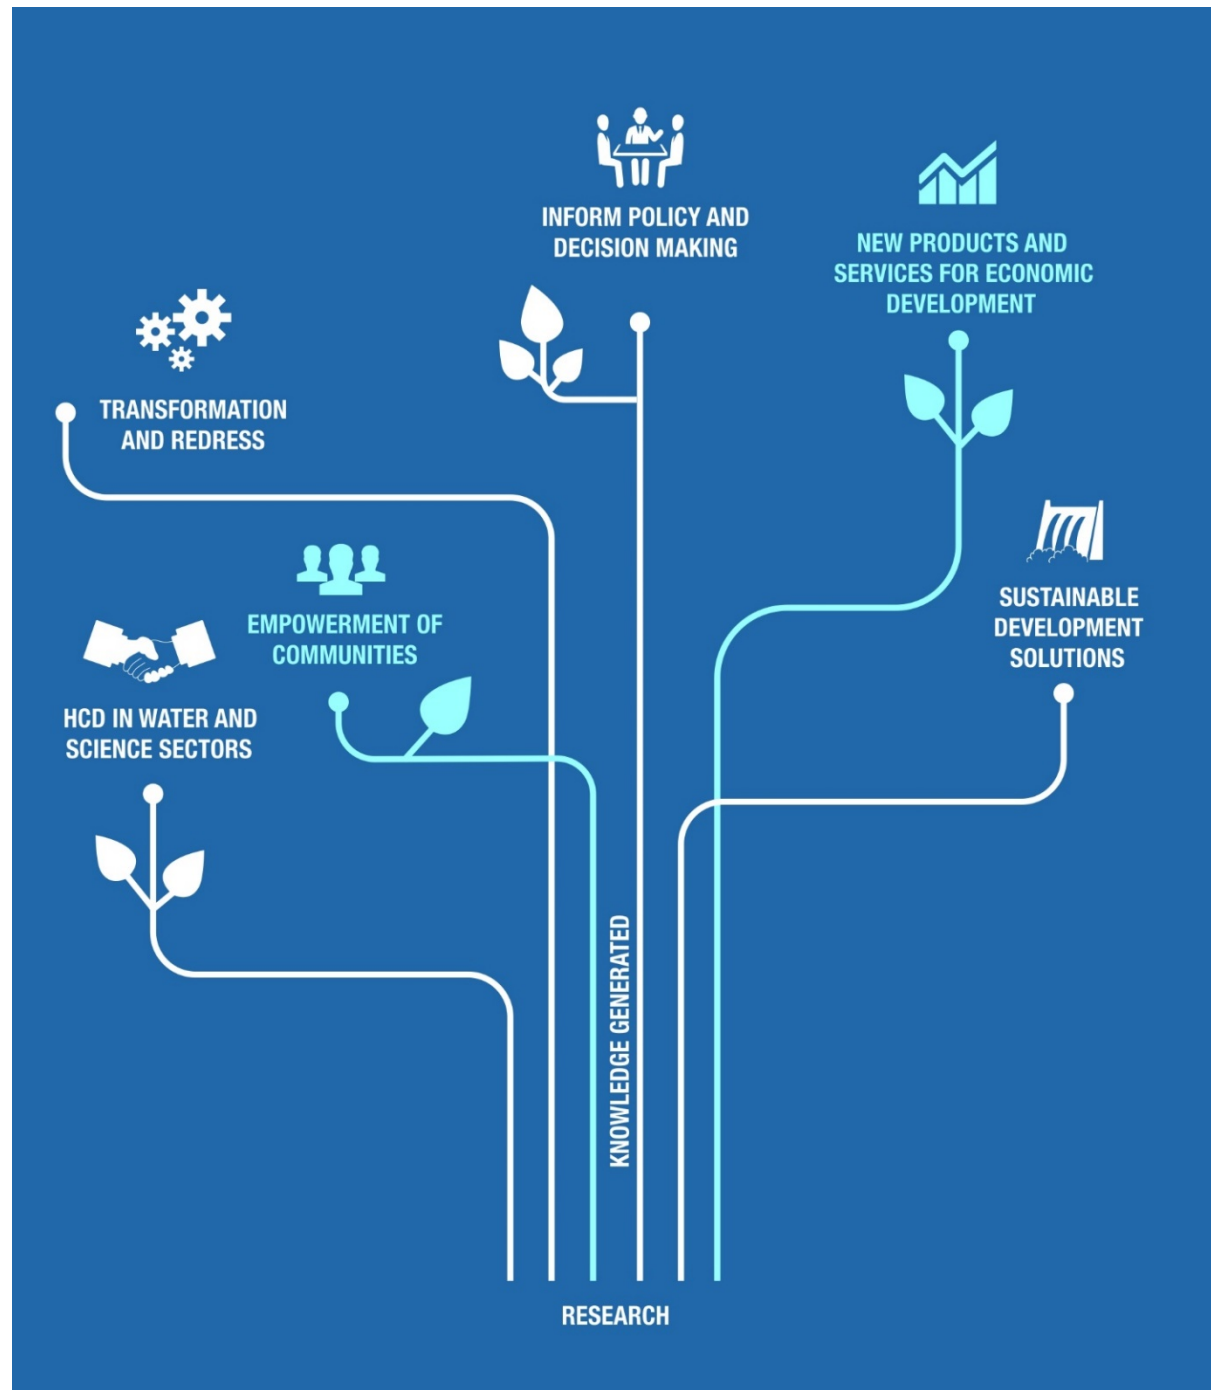 INFORM POLICY AND
DECISION MAKING
NEW PRODUCTS AND
SERVICES FOR ECONOMIC
DEVELOPMENT
TRANSFORMATION
AND REDRESS
EMPOWERMENT OF
COMMUNITIES
SUSTAINABLE
DEVELOPMENT
SOLUTIONS
HCD IN WATER AND
SCIENCE SECTORS
KNOWLEDGE GENERATED
RESEARCH